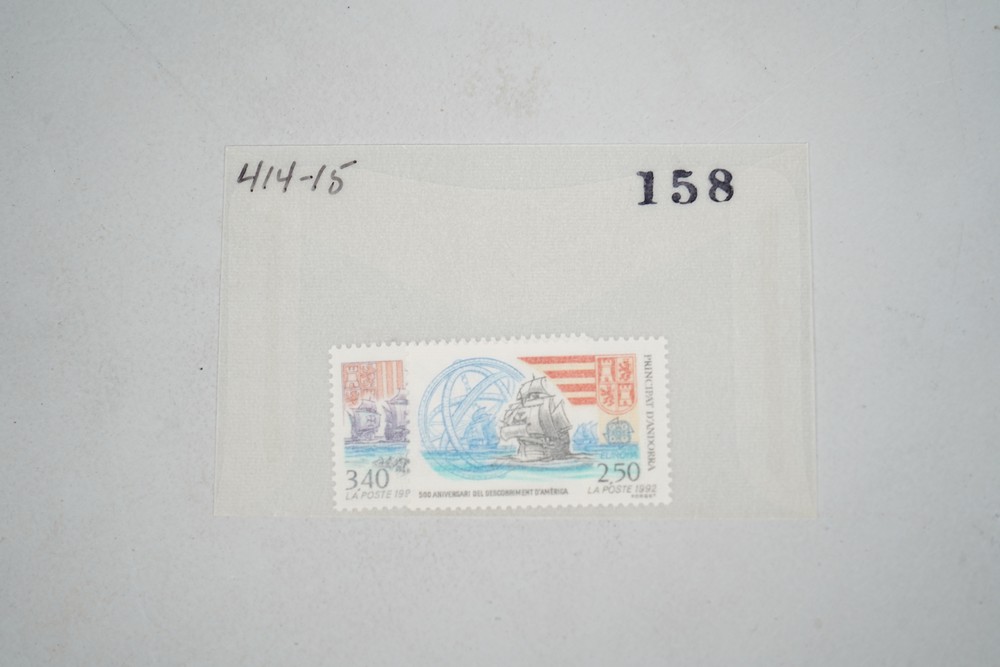 414-15
158
PRINCIPAT D'ANDORRA
3.40
LA POSTE 199
2.50
500 ANIVERSARI DEL DESCOBRIMENT D'AMÈRICA
LA POSTE 1992